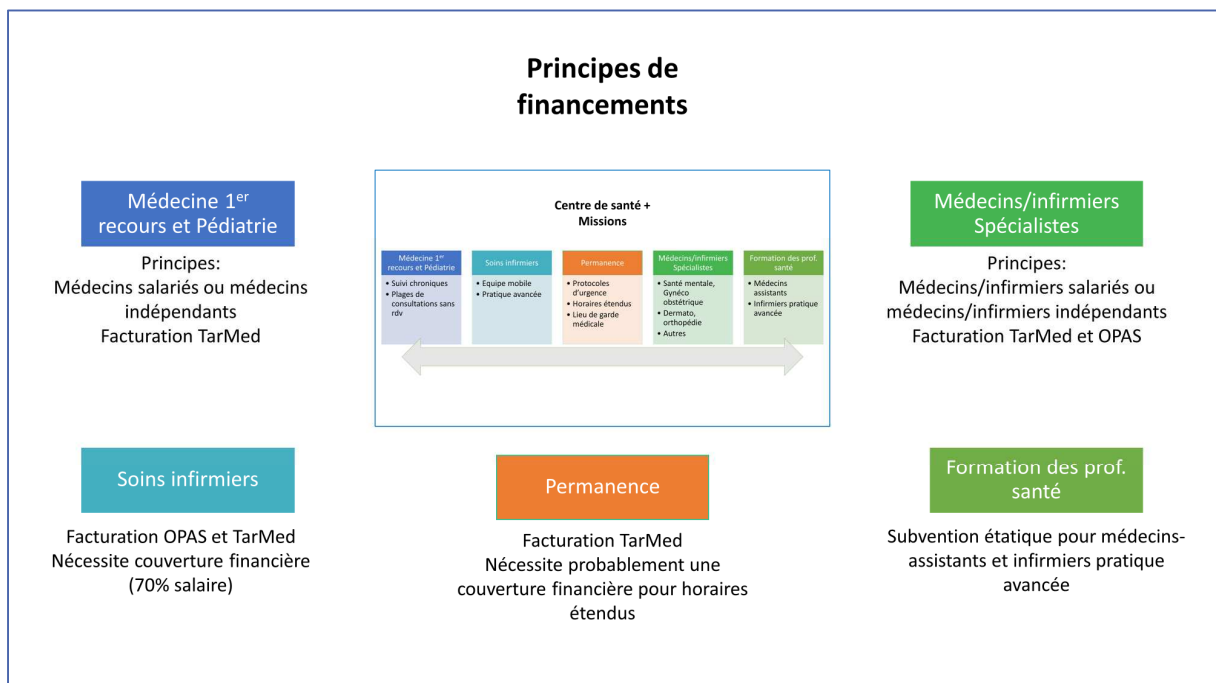 Principes de
financements
Médecine 1er
recours et Pédiatrie
Principes:
Médecins salariés ou médecins
indépendants
Facturation TarMed
Centre de santé +
Missions
Médecine 1er
recours et Pédiatrie
• Suivi chroniques
• Plages de
consultations sans
rdv
Soins infirmiers
• Equipe mobile
• Pratique avancée
Permanence
• Protocoles
d'urgence
• Horaires étendus
• Lieu de garde
médicale
Médecins/infirmiers
Spécialistes
• Santé mentale,
Gynéco
obstétrique
• Dermato,
orthopédie
• Autres
Formation des prof.
santé
• Médecins
assistants
• Infirmiers pratique
avancée
Médecins/infirmiers
Spécialistes
Principes:
Médecins/infirmiers salariés ou
médecins/infirmiers indépendants
Facturation TarMed et OPAS
Soins infirmiers
Facturation OPAS et TarMed
Nécessite couverture financière
(70% salaire)
Permanence
Facturation TarMed
Nécessite probablement une
couverture financière pour horaires
étendus
Formation des prof.
santé
Subvention étatique pour médecins-
assistants et infirmiers pratique
avancée